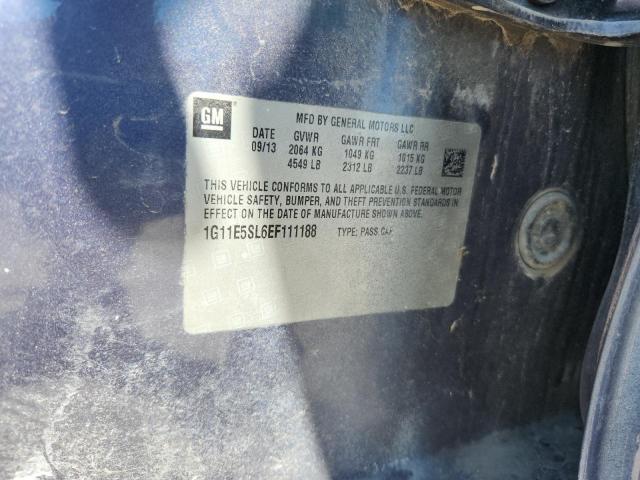 GM
MFD BY GENERAL MOTORS LLC
DATE GVWR GAWR FRT GAWR RR
09/13 2064 KG 1049 KG 1015 KG
4549 LB 2312 LB 2237 LB
THIS VEHICLE CONFORMS TO ALL APPLICABLE U.S. FEDERAL MOTOR
VEHICLE SAFETY, BUMPER, AND THEFT PREVENTION STANDARDS IN
EFFECT ON THE DATE OF MANUFACTURE SHOWN ABOVE.
1G11E5SL6EF111188 TYPE: PASS CAR